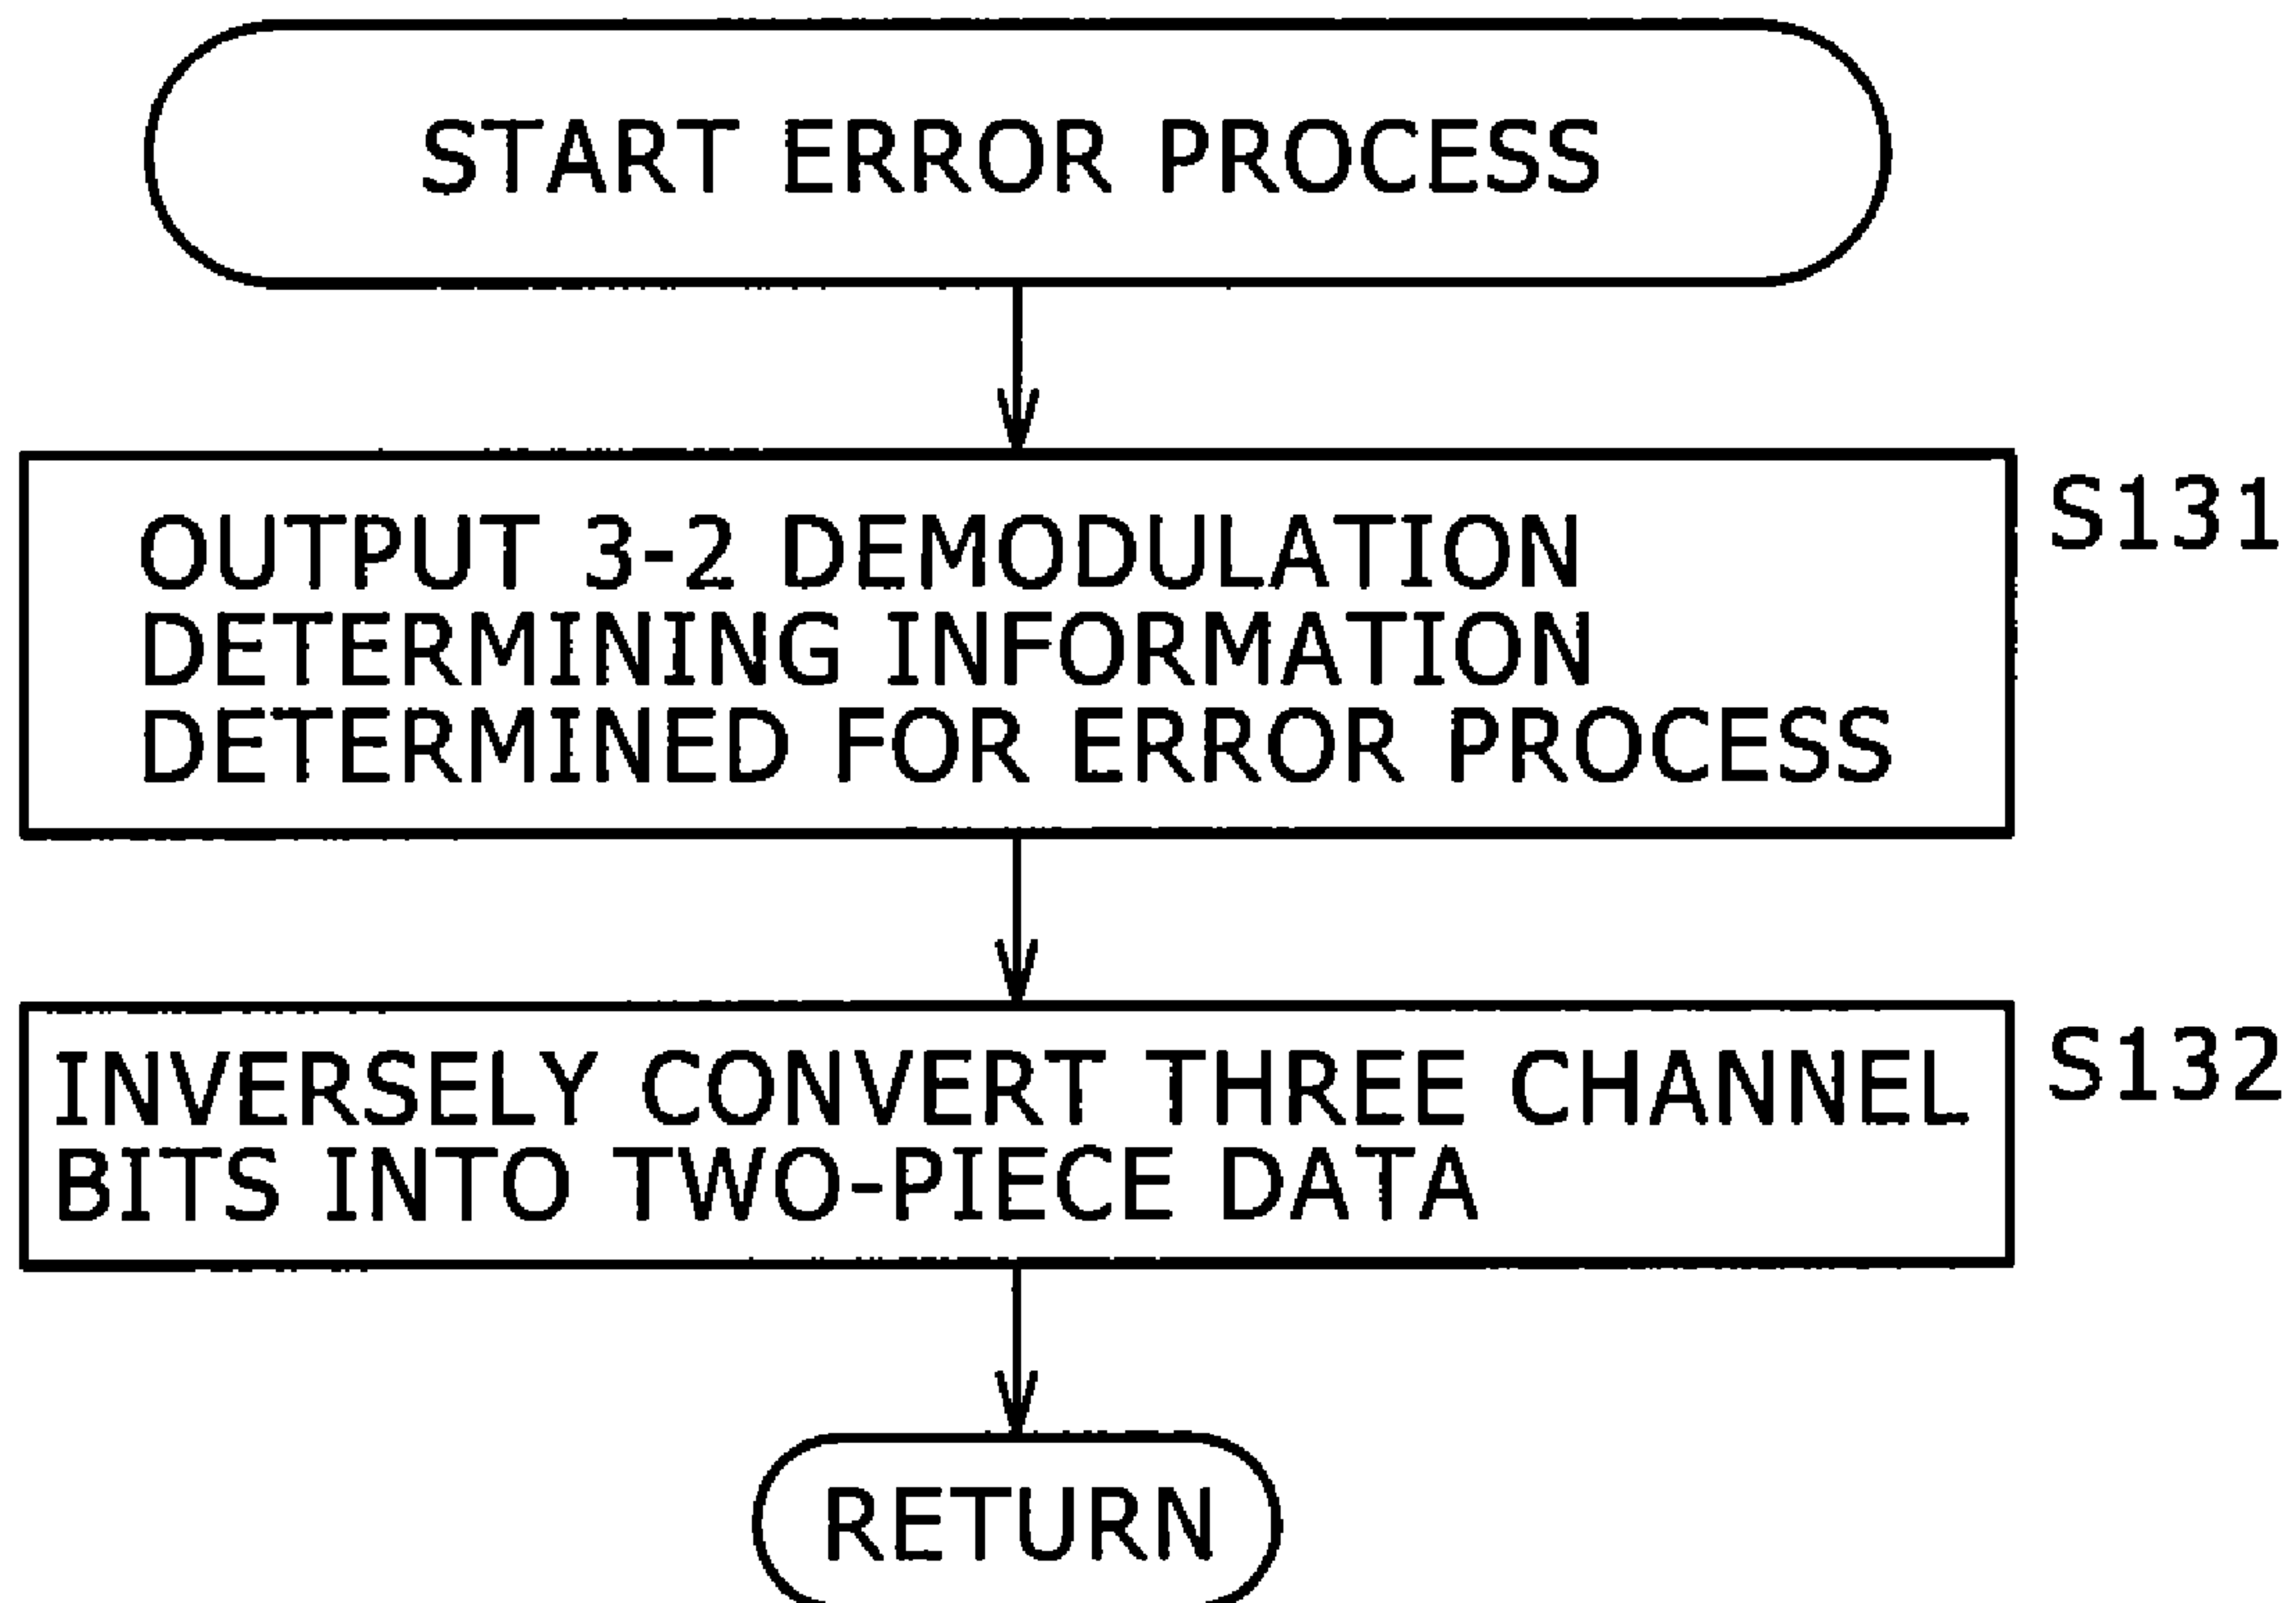 START ERROR PROCESS
OUTPUT 3-2 DEMODULATION
DETERMINING INFORMATION
DETERMINED FOR ERROR PROCESS
S131
INVERSELY CONVERT THREE CHANNEL
BITS INTO TWO-PIECE DATA
S132
RETURN